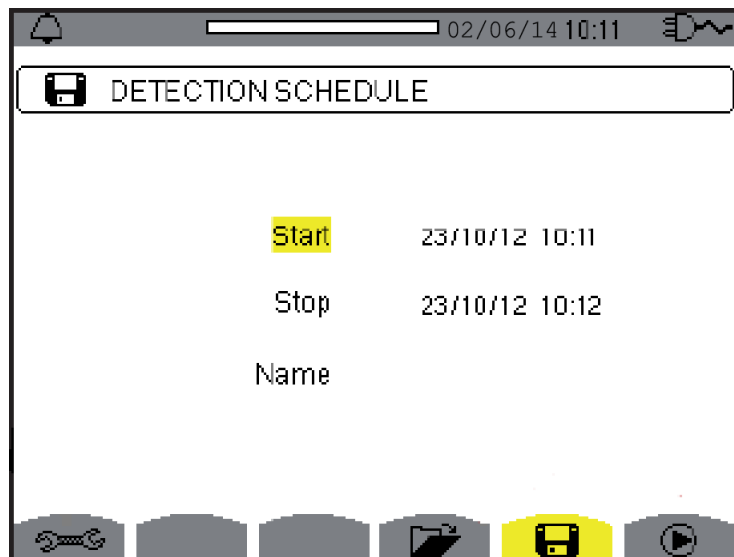 02/06/14 10:11
DETECTION SCHEDULE
Start 23/10/12 10:11
Stop 23/10/12 10:12
Name